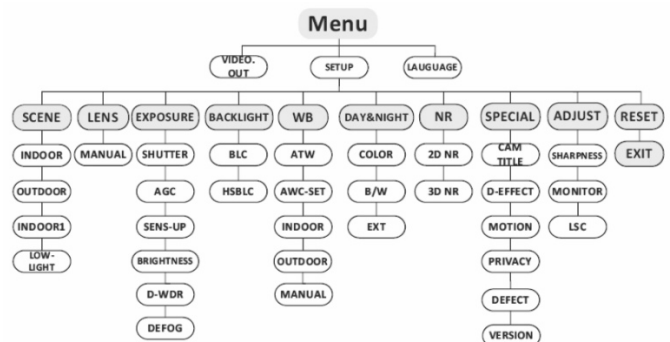 Menu
VIDEO.
OUT
SETUP
LAUGUAGE
SCENE
LENS
EXPOSURE
BACKLIGHT
WB
DAY&NIGHT
NR
SPECIAL
ADJUST
RESET
INDOOR
MANUAL
SHUTTER
BLC
ATW
COLOR
2D NR
CAM
TITLE
SHARPNESS
EXIT
OUTDOOR
AGC
HSBLC
AWC-SET
B/W
3D NR
D-EFFECT
MONITOR
INDOOR1
SENS-UP
INDOOR
EXT
MOTION
LSC
LOW-
LIGHT
BRIGHTNESS
OUTDOOR
PRIVACY
D-WDR
MANUAL
DEFECT
DEFOG
VERSION